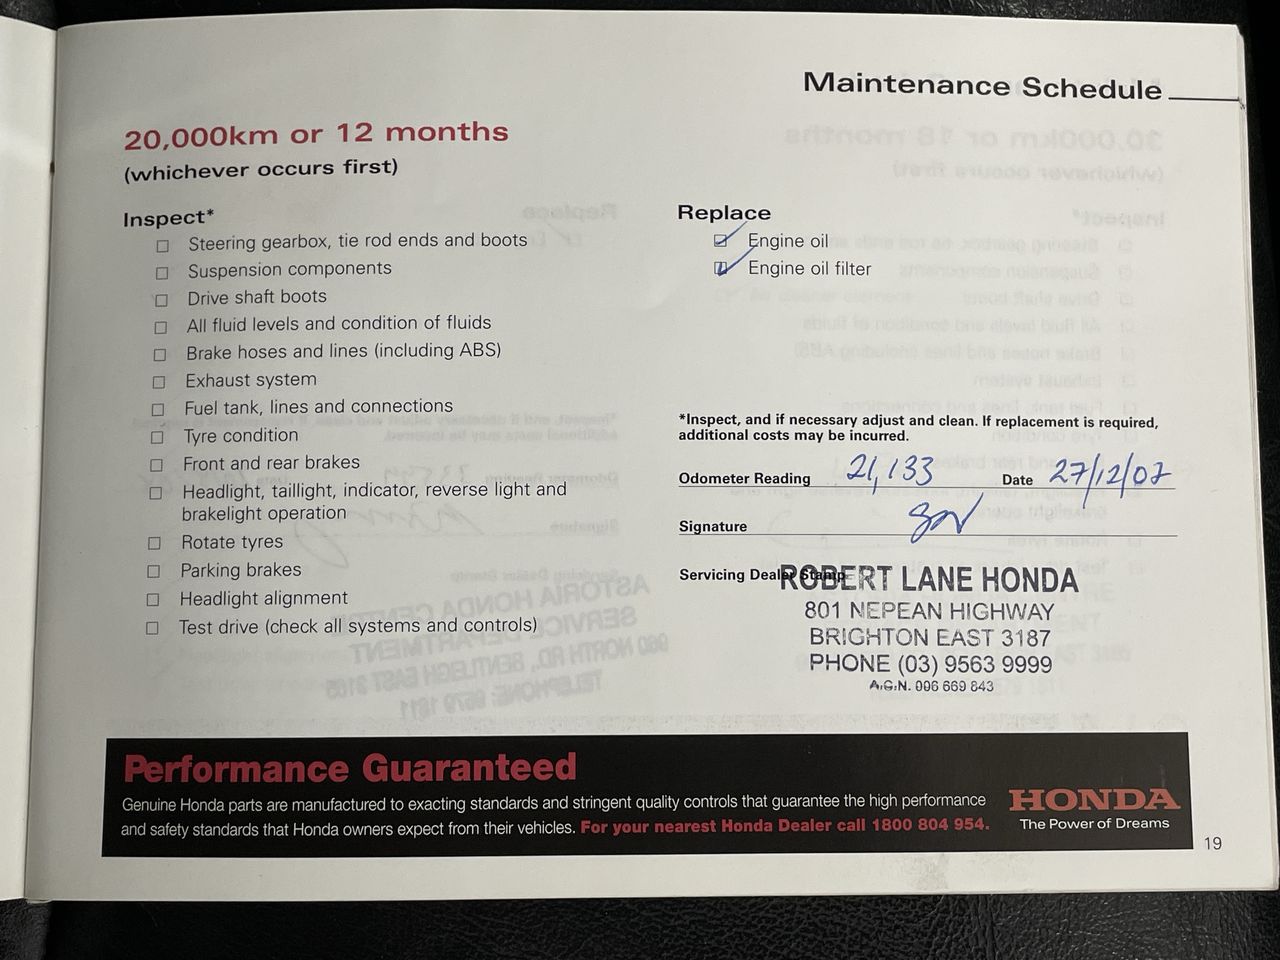 Maintenance Schedule
20,000km or 12 months
(whichever occurs first)
Inspect*
Steering gearbox, tie rod ends and boots
Suspension components
Drive shaft boots
All fluid levels and condition of fluids
Brake hoses and lines (including ABS)
Exhaust system
Fuel tank, lines and connections
Tyre condition
Front and rear brakes
Headlight, taillight, indicator, reverse light and
brakelight operation
Rotate tyres
Parking brakes
Headlight alignment
Test drive (check all systems and controls)
Replace
Engine oil
Engine oil filter
*Inspect, and if necessary adjust and clean. If replacement is required,
additional costs may be incurred.
Odometer Reading 21,133 Date 27/12/07
Signature
Servicing Dealer Stamp
ROBERT LANE HONDA
801 NEPEAN HIGHWAY
BRIGHTON EAST 3187
PHONE (03) 9563 9999
A.C.N. 006 669 843
Performance Guaranteed
Genuine Honda parts are manufactured to exacting standards and stringent quality controls that guarantee the high performance
and safety standards that Honda owners expect from their vehicles. For your nearest Honda Dealer call 1800 804 954.
HONDA
The Power of Dreams
19